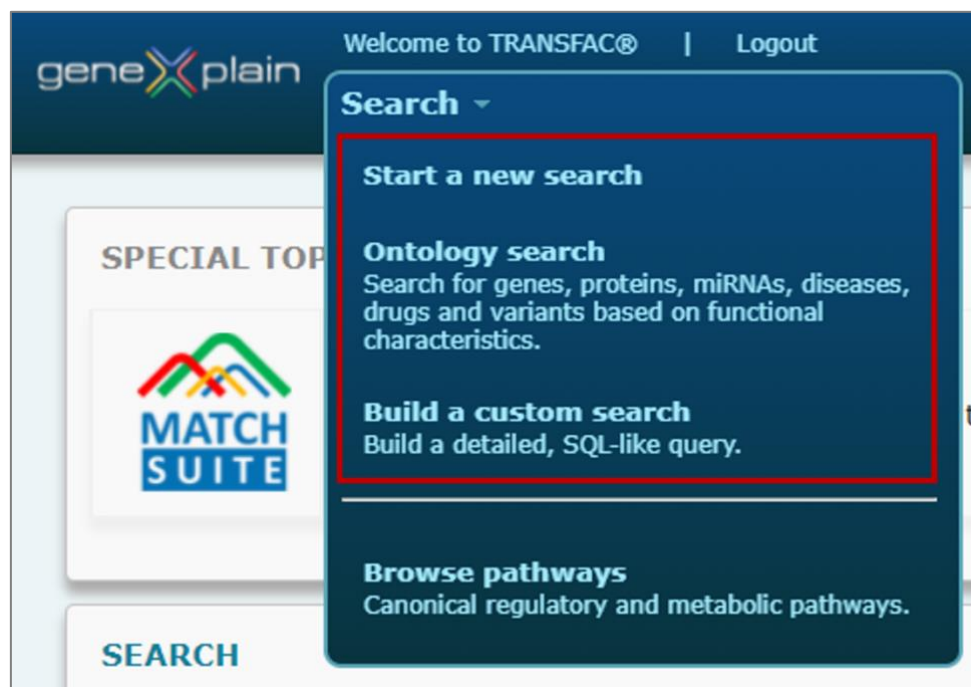 geneXplain
Welcome to TRANSFAC® | Logout
Search
Start a new search
SPECIAL TOP
Ontology search
Search for genes, proteins, miRNAs, diseases,
drugs and variants based on functional
characteristics.
MATCH
SUITE
Build a custom search
Build a detailed, SQL-like query.
t
Browse pathways
Canonical regulatory and metabolic pathways.
SEARCH